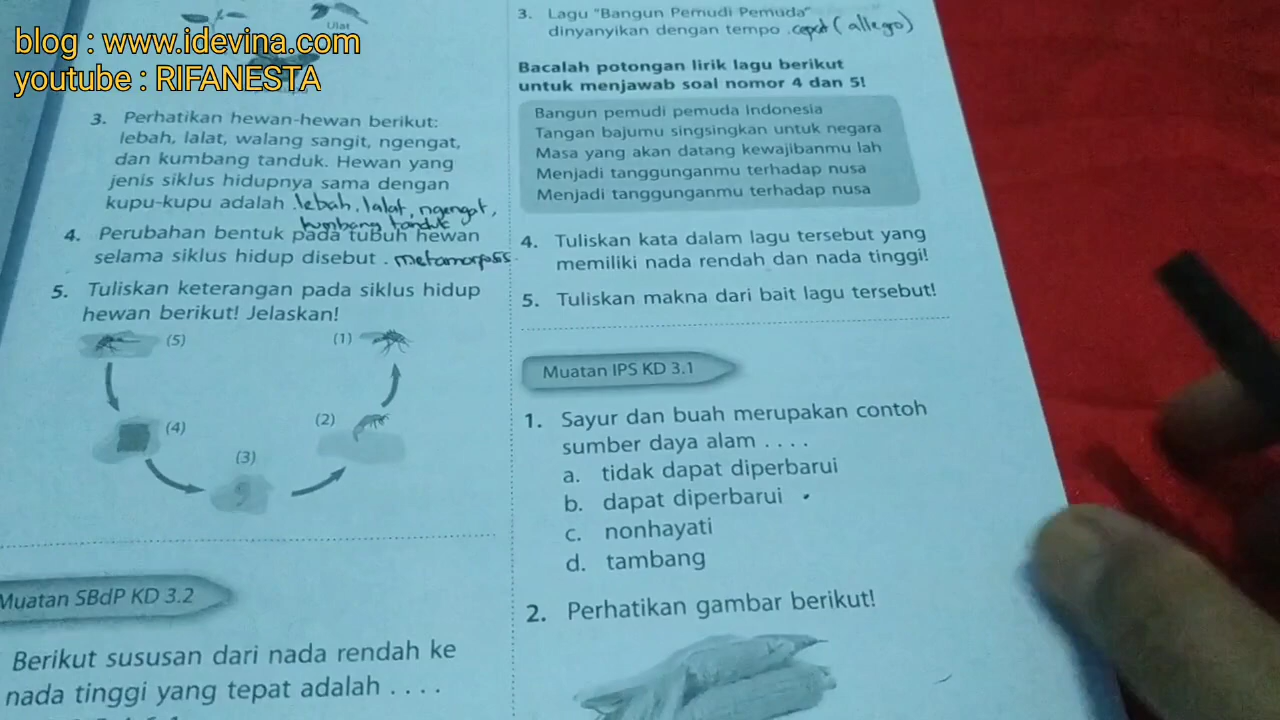 blog : www.idevina.com
youtube : RIFANESTA
Ulat
3. Perhatikan hewan-hewan berikut:
lebah, lalat, walang sangit, ngengat,
dan kumbang tanduk. Hewan yang
jenis siklus hidupnya sama dengan
kupu-kupu adalah . lebah, lalat, ngengat,
kumbang tanduk
4. Perubahan bentuk pada tubuh hewan
selama siklus hidup disebut .
5. Tuliskan keterangan pada siklus hidup
hewan berikut! Jelaskan!
(5)
(1)
(4)
(2)
(3)
Muatan SBdP KD 3.2
Berikut sususan dari nada rendah ke
nada tinggi yang tepat adalah . . . .
3. Lagu "Bangun Pemudi Pemuda"
dinyanyikan dengan tempo . cepat (allegro)
Bacalah potongan lirik lagu berikut
untuk menjawab soal nomor 4 dan 5!
Bangun pemudi pemuda Indonesia
Tangan bajumu singsingkan untuk negara
Masa yang akan datang kewajibanmu lah
Menjadi tanggunganmu terhadap nusa
Menjadi tanggunganmu terhadap nusa
4. Tuliskan kata dalam lagu tersebut yang
memiliki nada rendah dan nada tinggi!
5. Tuliskan makna dari bait lagu tersebut!
Muatan IPS KD 3.1
1. Sayur dan buah merupakan contoh
sumber daya alam . . . .
a. tidak dapat diperbarui
b. dapat diperbarui
c. nonhayati
d. tambang
2. Perhatikan gambar berikut!